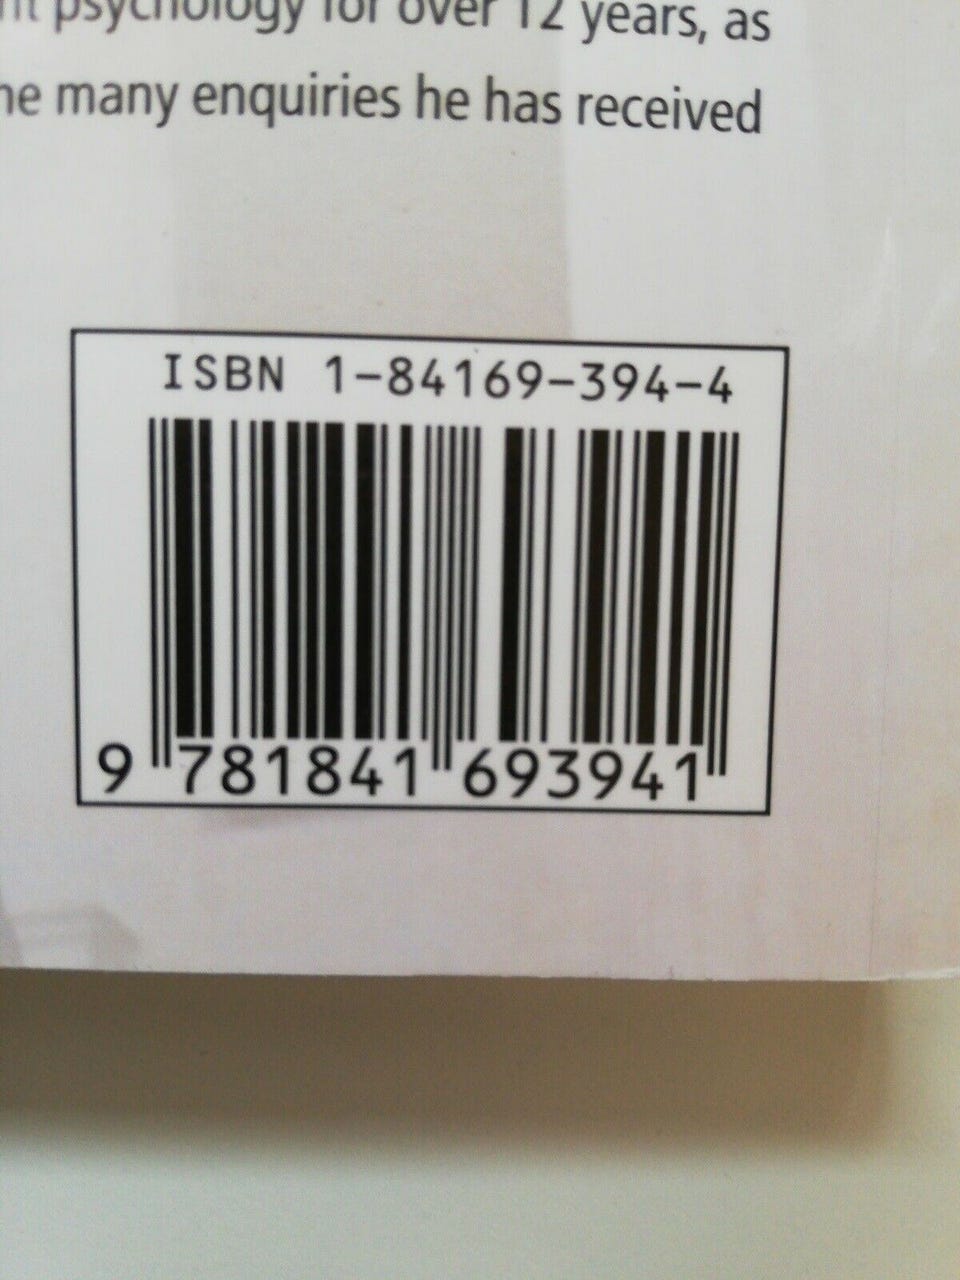 psychology for over 12 years, as
many enquiries he has received
ISBN 1-84169-394-4
9 781841 693941